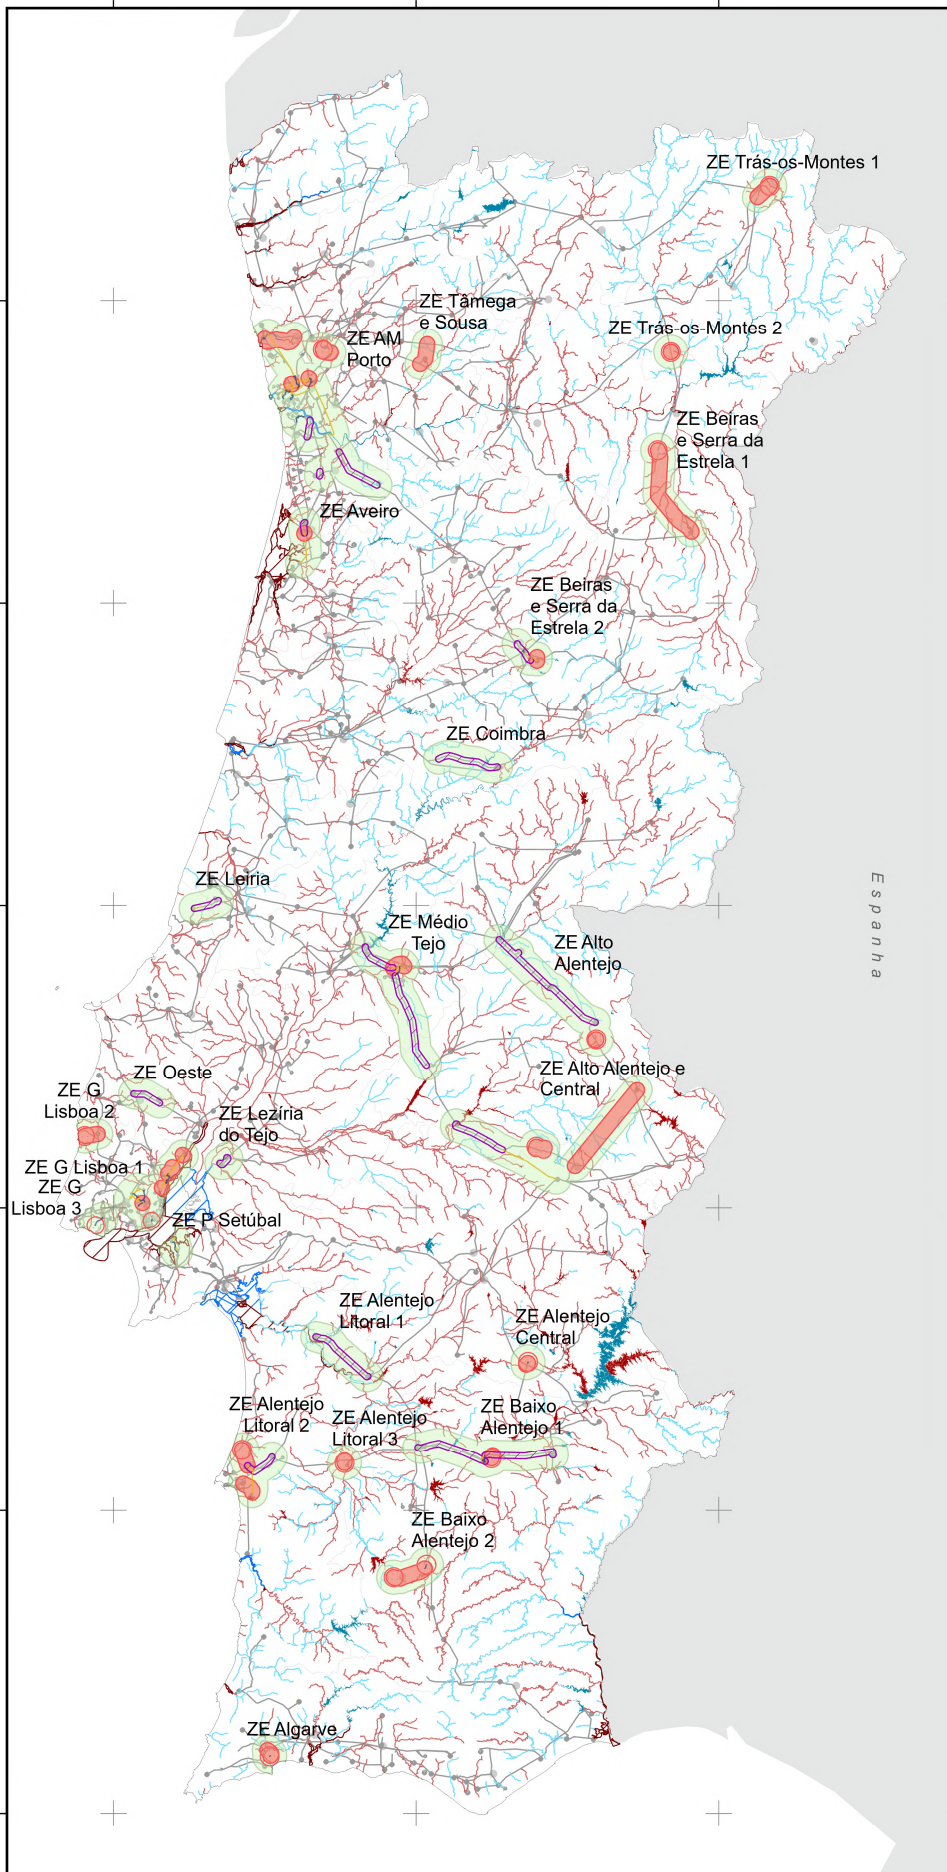 ZE Trás-os-Montes 1
ZE Tâmega
e Sousa
ZE AM
Porto
ZE Trás-os-Montes 2
ZE Beiras
e Serra da
Estrela 1
ZE Aveiro
ZE Beiras
e Serra da
Estrela 2
ZE Coimbra
ZE Leiria
Espanha
ZE Médio
Tejo
ZE Alto
Alentejo
ZE Oeste
ZE G
Lisboa 2
ZE Alto Alentejo e
Central
ZE Lezíria
do Tejo
ZE G Lisboa 1
ZE G
Lisboa 3
ZE P Setúbal
ZE Alentejo
Litoral 1
ZE Alentejo
Central
ZE Alentejo
Litoral 2
ZE Alentejo
Litoral 3
ZE Baixo
Alentejo 1
ZE Baixo
Alentejo 2
ZE Algarve